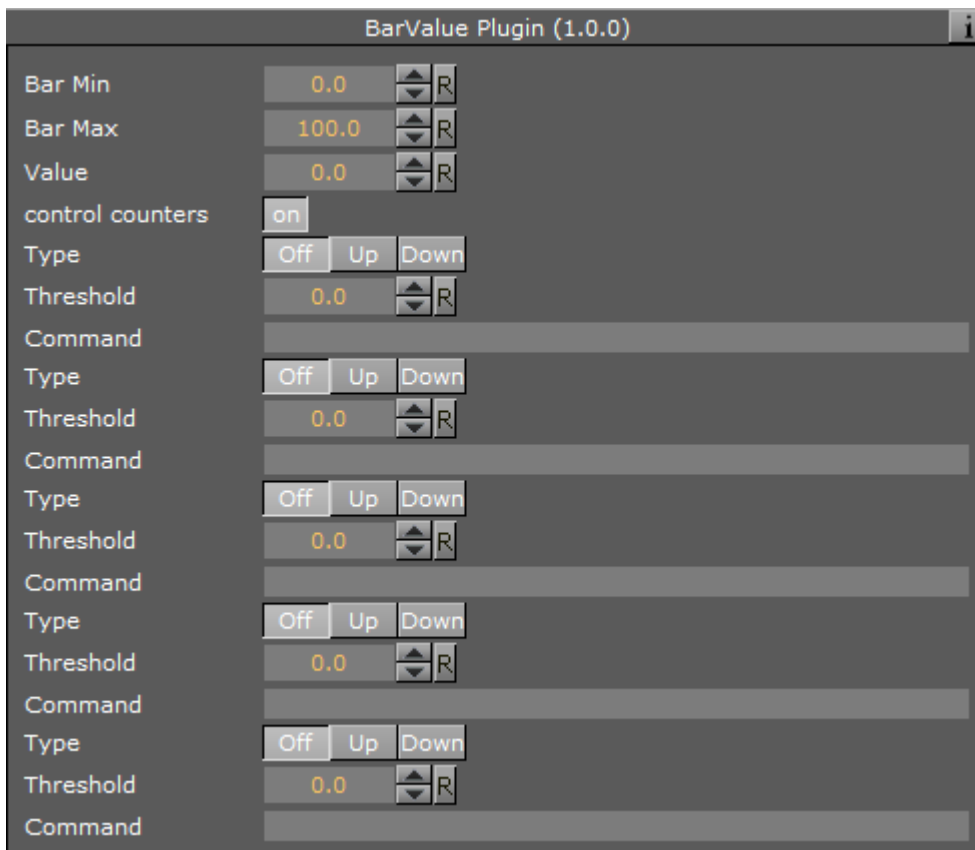 BarValue Plugin (1.0.0) i
Bar Min 0.0 R
Bar Max 100.0 R
Value 0.0 R
control counters on
Type Off Up Down
Threshold 0.0 R
Command
Type Off Up Down
Threshold 0.0 R
Command
Type Off Up Down
Threshold 0.0 R
Command
Type Off Up Down
Threshold 0.0 R
Command
Type Off Up Down
Threshold 0.0 R
Command